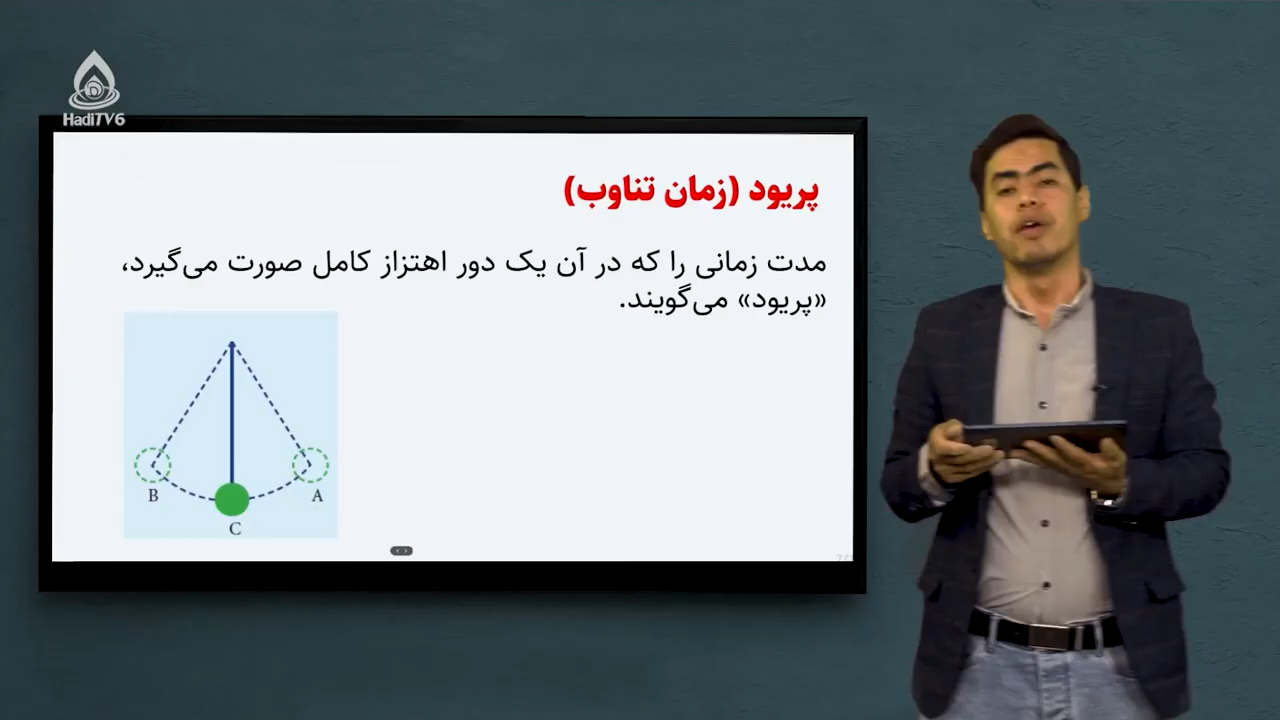 HadiTV6
پریود (زمان تناوب)
مدت زمانی را که در آن یک دور اهتزاز کامل صورت می‌گیرد،
«پریود» می‌گویند.
B
A
C